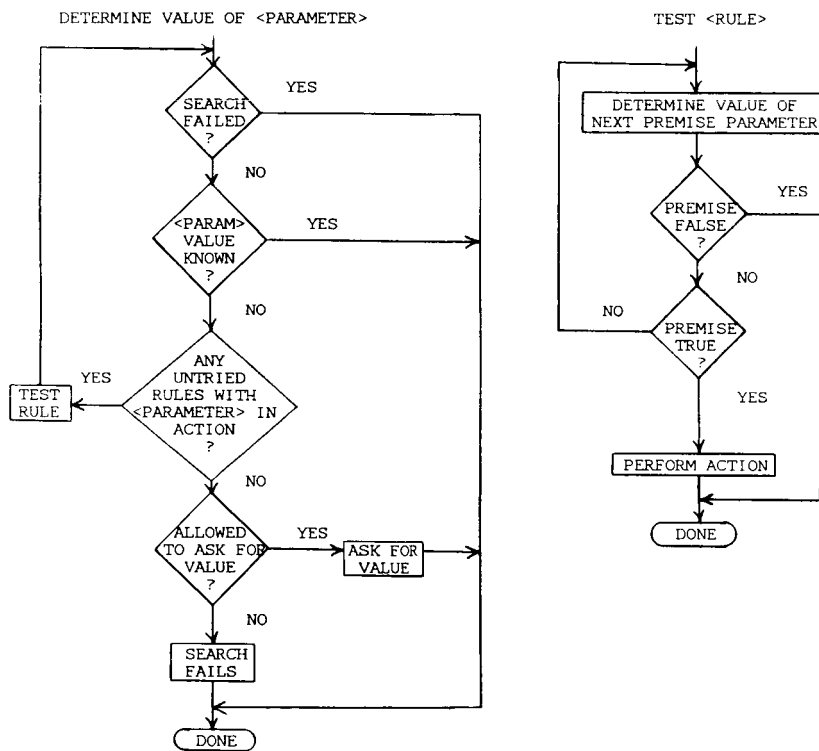 DETERMINE VALUE OF <PARAMETER>
SEARCH
FAILED
?
YES
NO
<PARAM>
VALUE
KNOWN
?
YES
NO
ANY
UNTRIED
RULES WITH
<PARAMETER> IN
ACTION
?
YES
TEST
RULE
NO
ALLOWED
TO ASK FOR
VALUE
?
YES
ASK FOR
VALUE
NO
SEARCH
FAILS
DONE
TEST <RULE>
DETERMINE VALUE OF
NEXT PREMISE PARAMETER
PREMISE
FALSE
?
YES
NO
PREMISE
TRUE
?
NO
YES
PERFORM ACTION
DONE